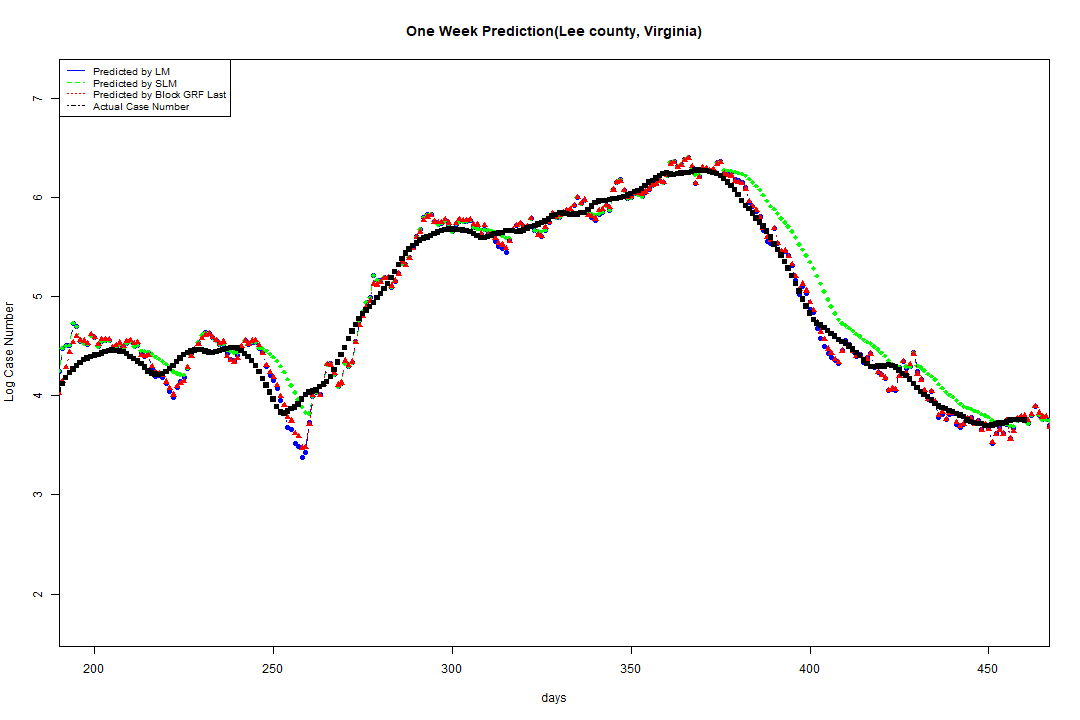 One Week Prediction(Lee county, Virginia)
Predicted by LM
Predicted by SLM
Predicted by Block GRF Last
Actual Case Number
7
6
5
4
3
2
Log Case Number
200 250 300 350 400 450
days